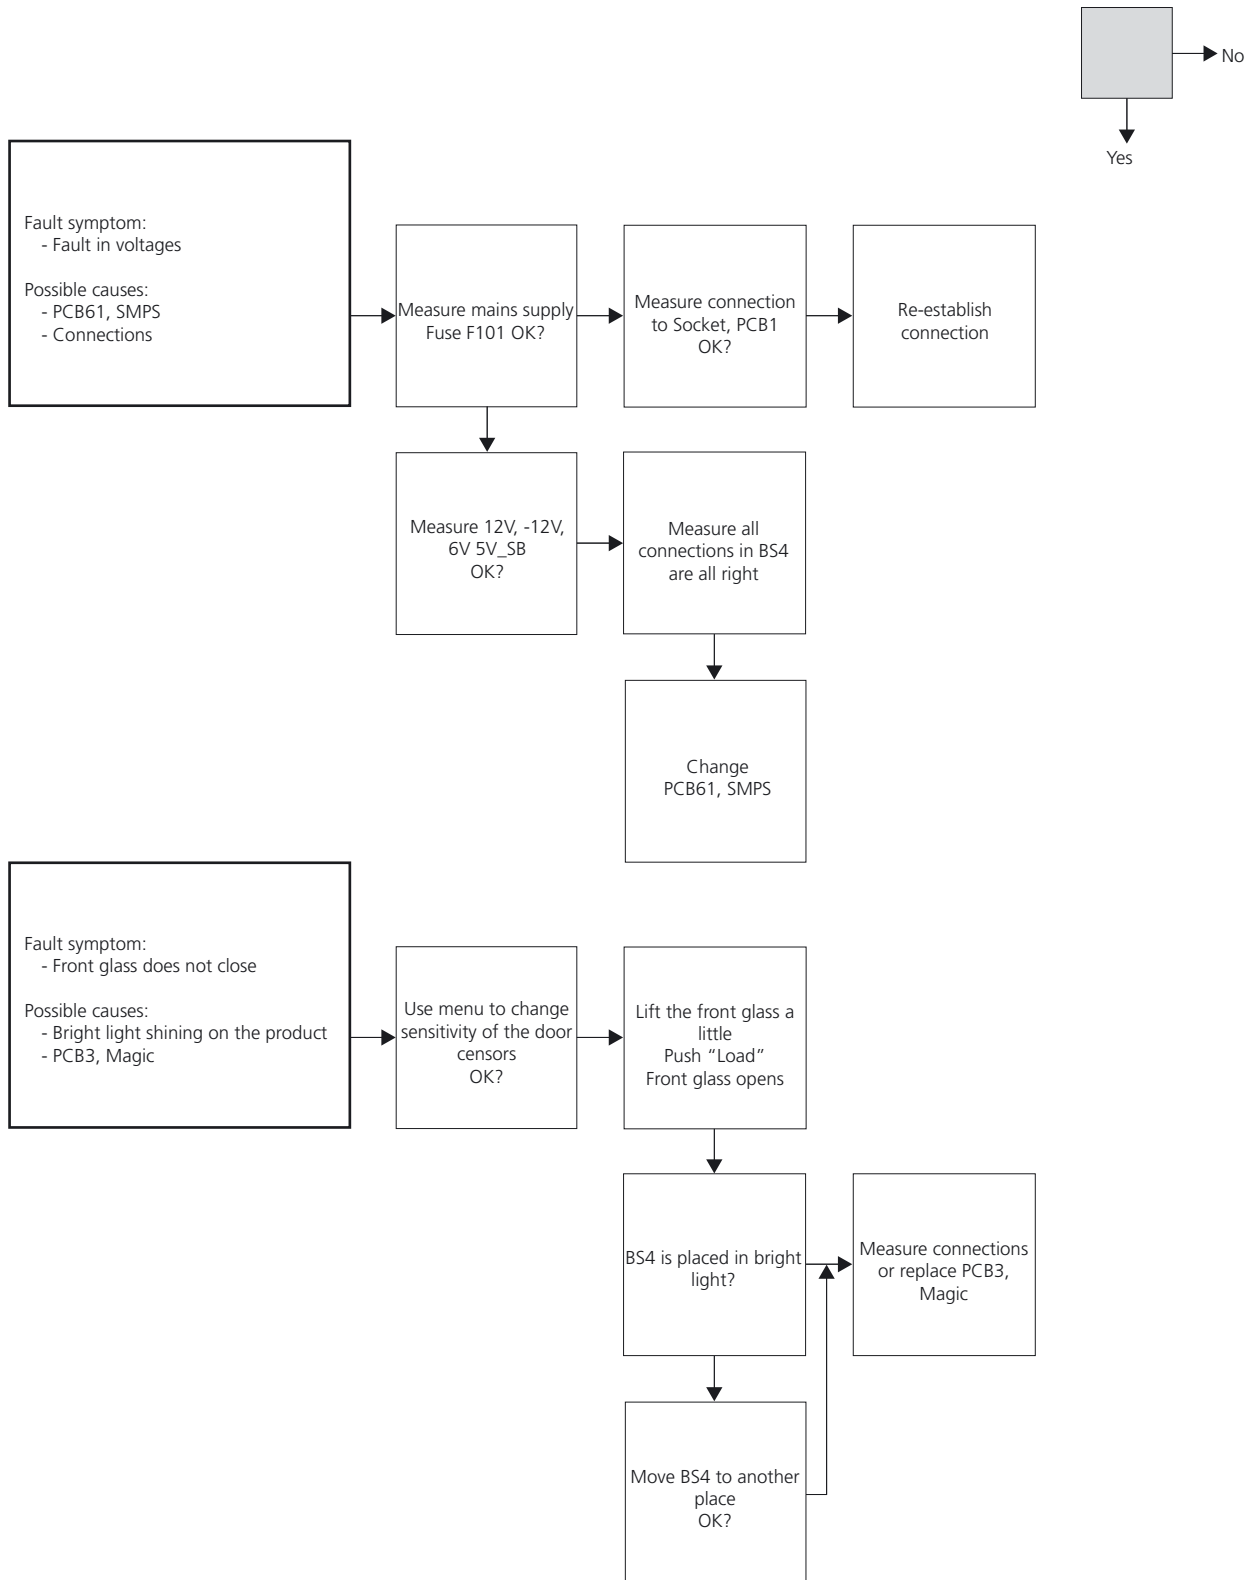 No
Yes
Fault symptom:
- Fault in voltages
Possible causes:
- PCB61, SMPS
- Connections
Measure mains supply
Fuse F101 OK?
Measure connection
to Socket, PCB1
OK?
Re-establish
connection
Measure 12V, -12V,
6V 5V_SB
OK?
Measure all
connections in BS4
are all right
Change
PCB61, SMPS
Fault symptom:
- Front glass does not close
Possible causes:
- Bright light shining on the product
- PCB3, Magic
Use menu to change
sensitivity of the door
censors
OK?
Lift the front glass a
little
Push “Load”
Front glass opens
BS4 is placed in bright
light?
Measure connections
or replace PCB3,
Magic
Move BS4 to another
place
OK?